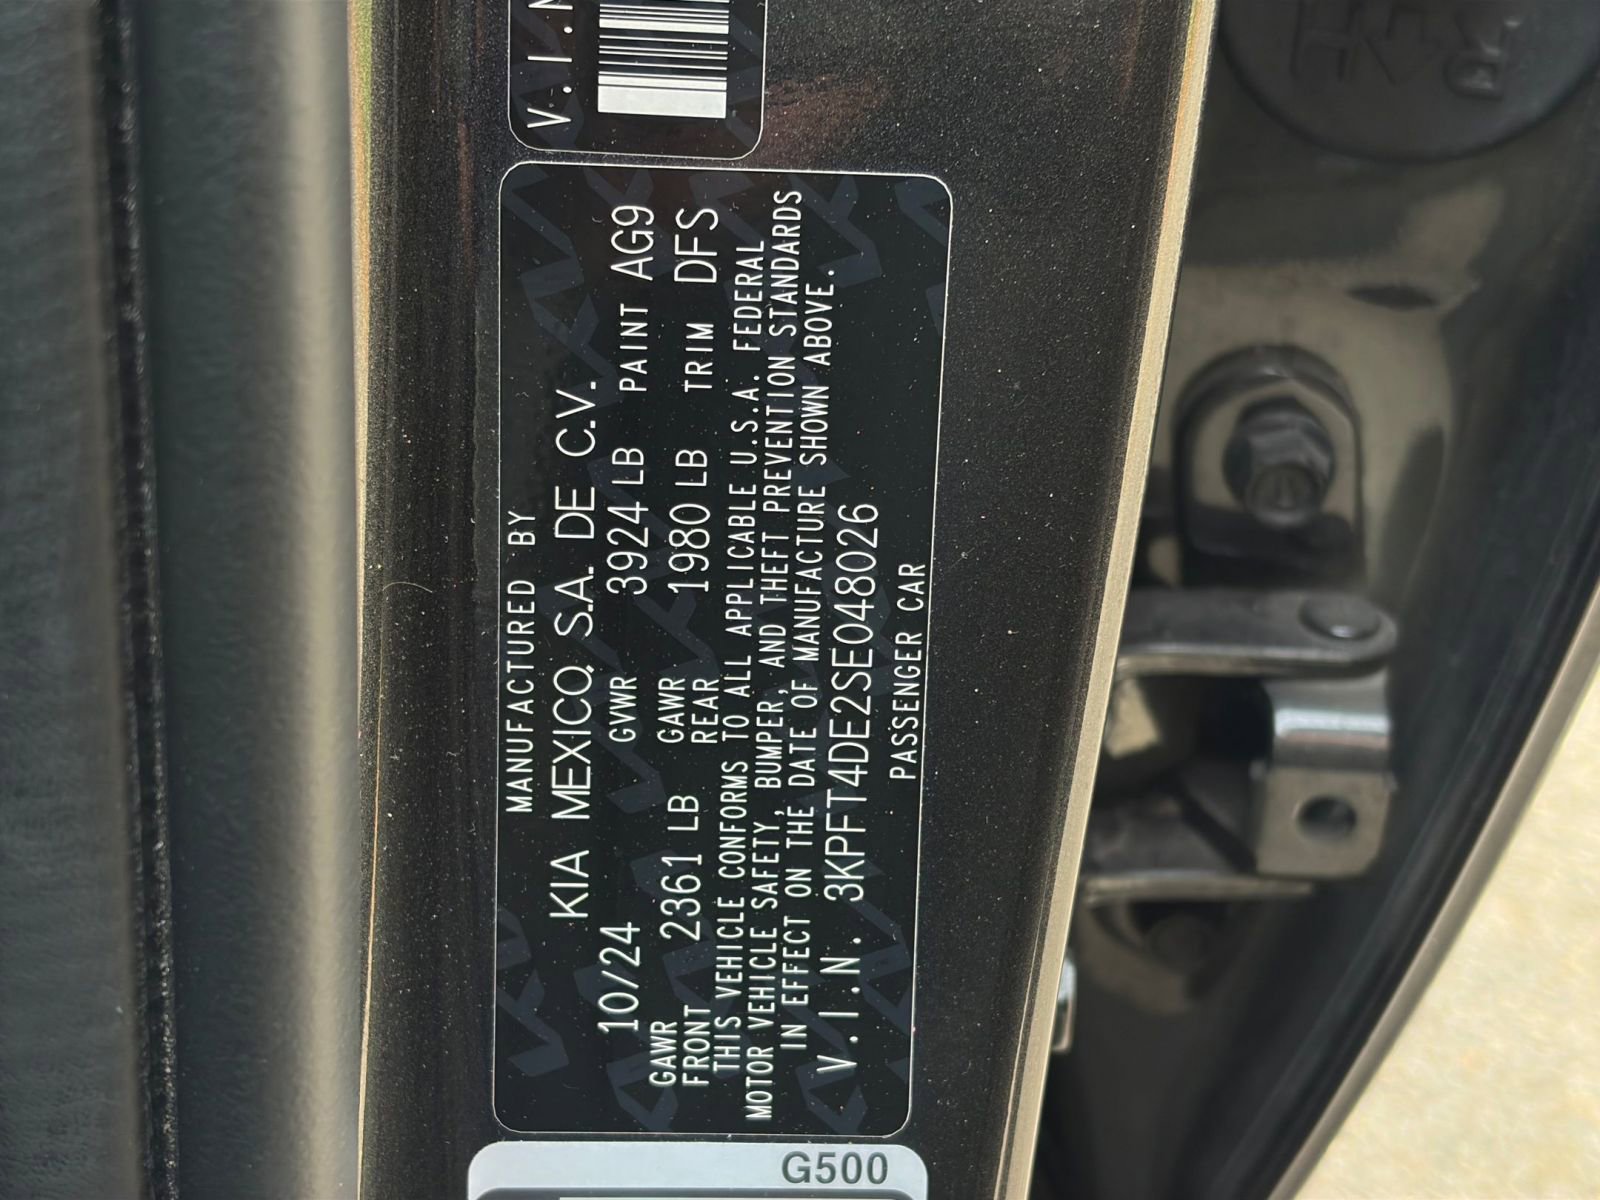 V.I.N
MANUFACTURED BY
KIA MEXICO, S.A. DE C.V.
10/24 GVWR 3924 LB PAINT AG9
GAWR FRONT 2361 LB GAWR REAR 1980 LB TRIM DFS
THIS VEHICLE CONFORMS TO ALL APPLICABLE U.S.A. FEDERAL
MOTOR VEHICLE SAFETY, BUMPER, AND THEFT PREVENTION STANDARDS
IN EFFECT ON THE DATE OF MANUFACTURE SHOWN ABOVE.
V.I.N. 3KPFT4DE2SE048026
PASSENGER CAR
G500